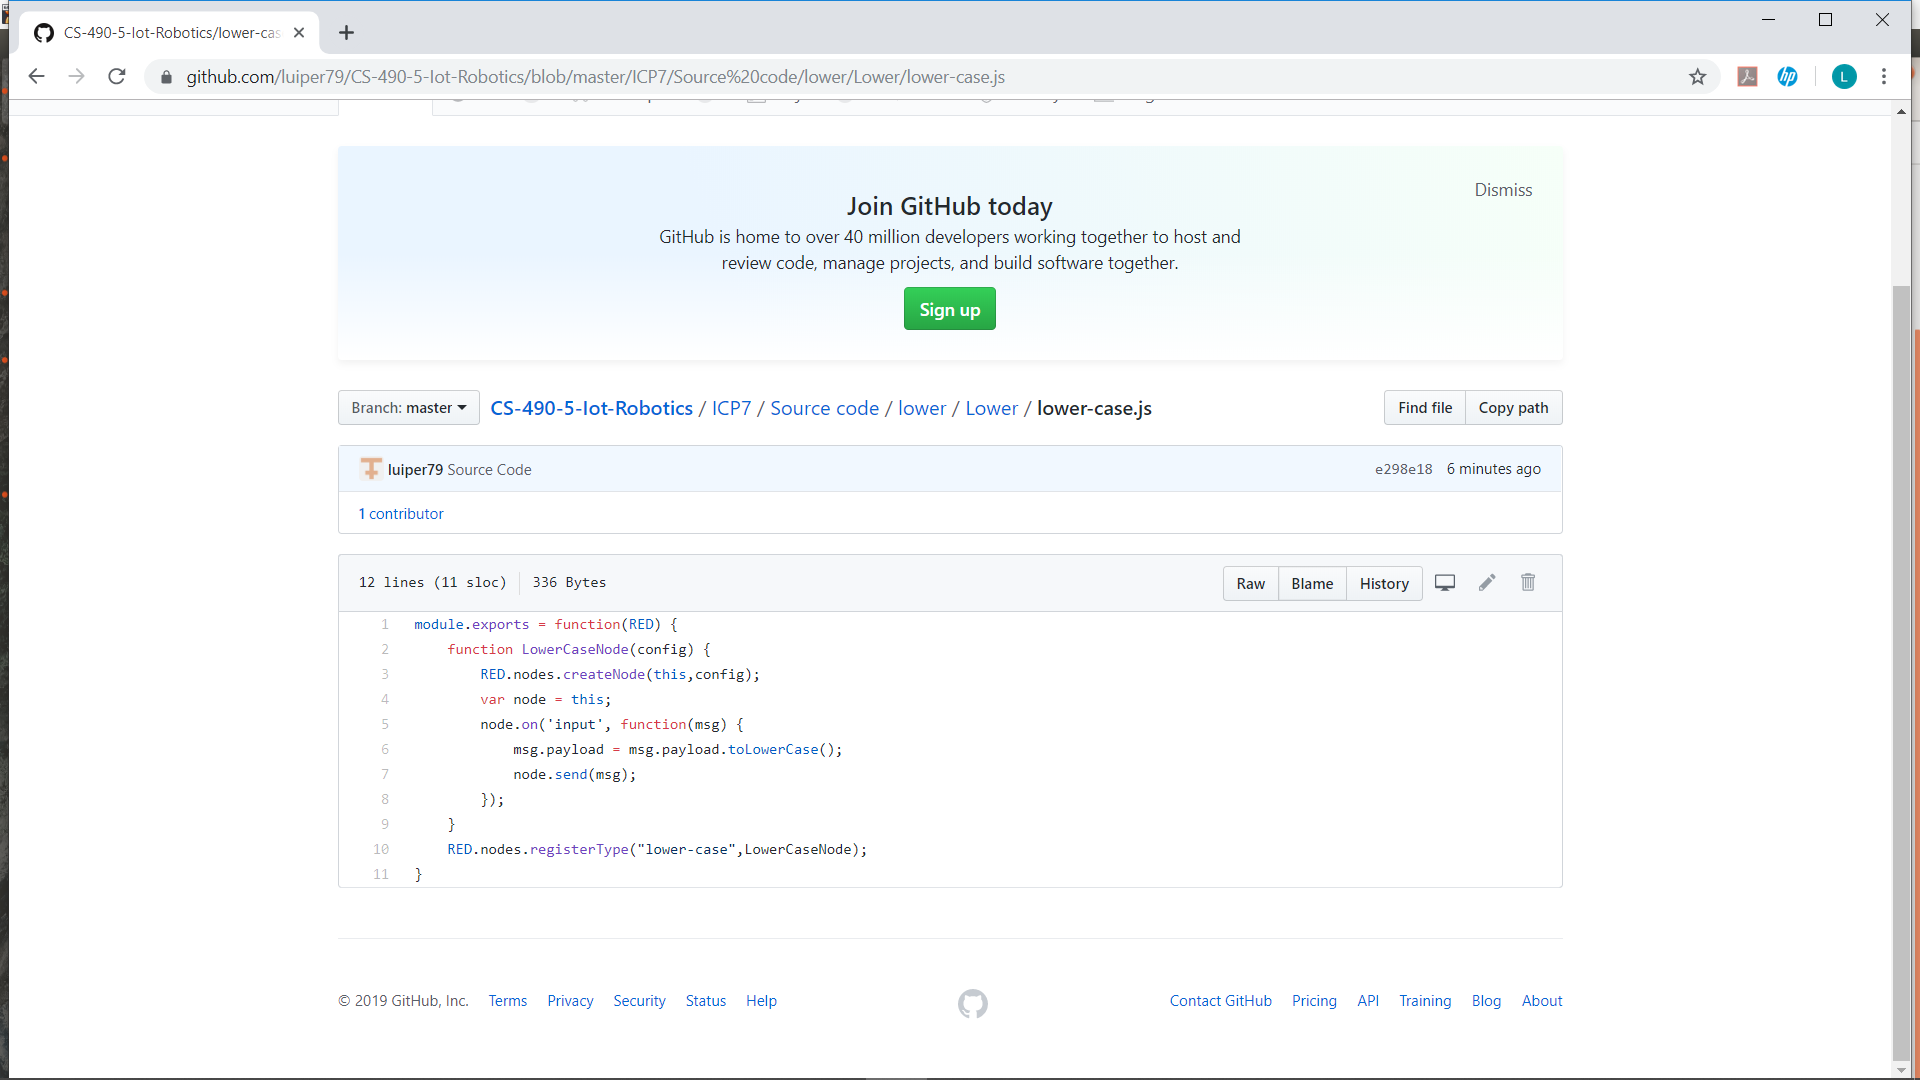 CS-490-5-Iot-Robotics/lower-cas
github.com/luiper79/CS-490-5-Iot-Robotics/blob/master/ICP7/Source%20code/lower/Lower/lower-case.js
hp
L
Join GitHub today
Dismiss
GitHub is home to over 40 million developers working together to host and
review code, manage projects, and build software together.
Sign up
Branch: master CS-490-5-Iot-Robotics / ICP7 / Source code / lower / Lower / lower-case.js Find file Copy path
luiper79 Source Code e298e18 6 minutes ago
1 contributor
12 lines (11 sloc) 336 Bytes Raw Blame History
1 module.exports = function(RED) {
2     function LowerCaseNode(config) {
3         RED.nodes.createNode(this,config);
4         var node = this;
5         node.on('input', function(msg) {
6             msg.payload = msg.payload.toLowerCase();
7             node.send(msg);
8         });
9     }
10     RED.nodes.registerType("lower-case",LowerCaseNode);
11 }
© 2019 GitHub, Inc. Terms Privacy Security Status Help Contact GitHub Pricing API Training Blog About